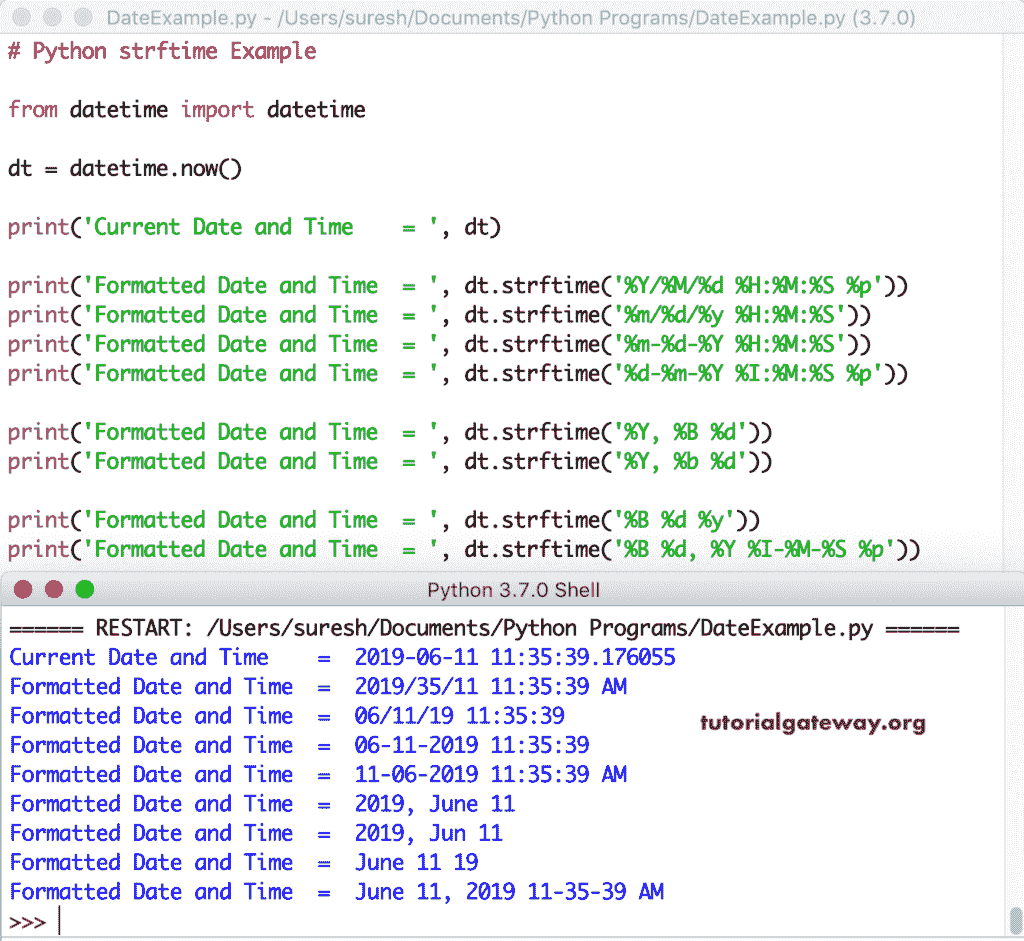 DateExample.py - /Users/suresh/Documents/Python Programs/DateExample.py (3.7.0)
# Python strftime Example
from datetime import datetime
dt = datetime.now()
print('Current Date and Time    = ', dt)
print('Formatted Date and Time  = ', dt.strftime('%Y/%M/%d %H:%M:%S %p'))
print('Formatted Date and Time  = ', dt.strftime('%m/%d/%y %H:%M:%S'))
print('Formatted Date and Time  = ', dt.strftime('%m-%d-%Y %H:%M:%S'))
print('Formatted Date and Time  = ', dt.strftime('%d-%m-%Y %I:%M:%S %p'))
print('Formatted Date and Time  = ', dt.strftime('%Y, %B %d'))
print('Formatted Date and Time  = ', dt.strftime('%Y, %b %d'))
print('Formatted Date and Time  = ', dt.strftime('%B %d %y'))
print('Formatted Date and Time  = ', dt.strftime('%B %d, %Y %I-%M-%S %p'))
Python 3.7.0 Shell
====== RESTART: /Users/suresh/Documents/Python Programs/DateExample.py ======
Current Date and Time    =  2019-06-11 11:35:39.176055
Formatted Date and Time  =  2019/35/11 11:35:39 AM
Formatted Date and Time  =  06/11/19 11:35:39
tutorialgateway.org
Formatted Date and Time  =  06-11-2019 11:35:39
Formatted Date and Time  =  11-06-2019 11:35:39 AM
Formatted Date and Time  =  2019, June 11
Formatted Date and Time  =  2019, Jun 11
Formatted Date and Time  =  June 11 19
Formatted Date and Time  =  June 11, 2019 11-35-39 AM
>>>